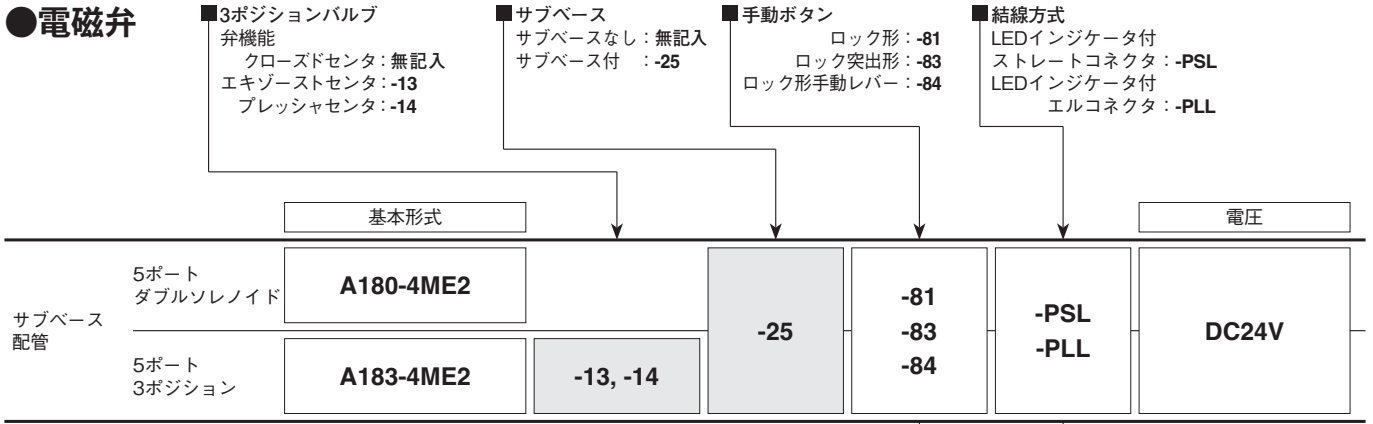 ●電磁弁
■3ポジションバルブ
弁機能
クローズドセンタ：無記入
エキゾーストセンタ：-13
プレッシャセンタ：-14
■サブベース
サブベースなし：無記入
サブベース付　：-25
■手動ボタン
ロック形：-81
ロック突出形：-83
ロック形手動レバー：-84
■結線方式
LEDインジケータ付
ストレートコネクタ：-PSL
LEDインジケータ付
エルコネクタ：-PLL
基本形式
電圧
サブベース
配管
5ポート
ダブルソレノイド
A180-4ME2
5ポート
3ポジション
A183-4ME2
-13, -14
-25
-81
-83
-84
-PSL
-PLL
DC24V